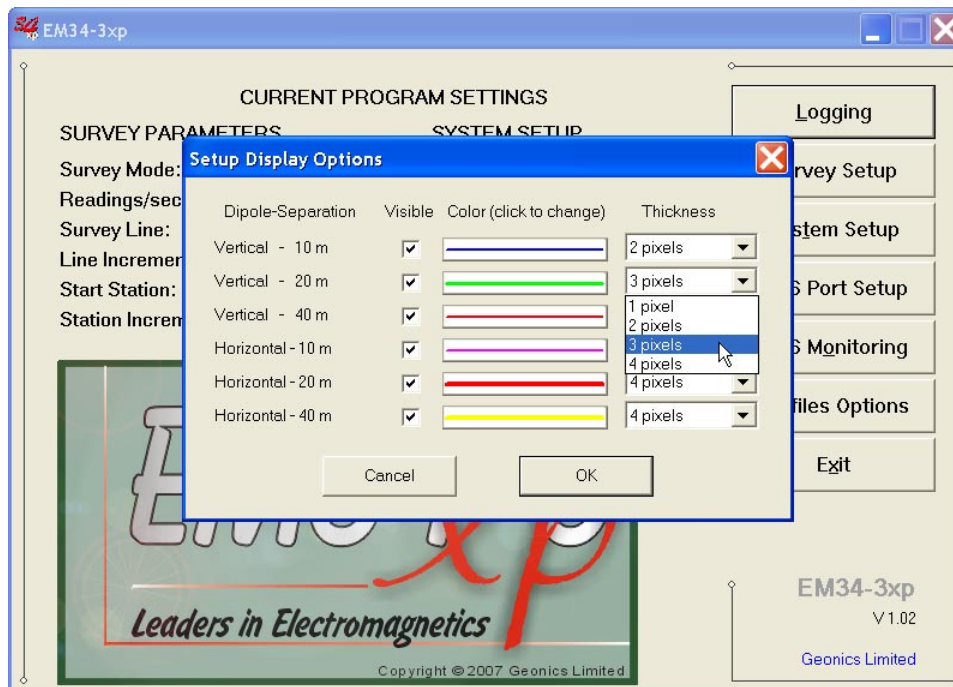 EM34-3xp
CURRENT PROGRAM SETTINGS
SURVEY PARAMETERS SYSTEM SETUP
Survey Mode:
Readings/sec
Survey Line:
Line Incremen
Start Station:
Station Increm
Setup Display Options
Dipole-Separation Visible Color (click to change) Thickness
Vertical - 10 m 2 pixels
Vertical - 20 m 3 pixels
Vertical - 40 m
1 pixel
2 pixels
3 pixels
4 pixels
Horizontal - 10 m
Horizontal - 20 m 4 pixels
Horizontal - 40 m 4 pixels
Cancel OK
Logging
rvey Setup
stem Setup
S Port Setup
S Monitoring
files Options
Exit
xp
Leaders in Electromagnetics
Copyright © 2007 Geonics Limited
EM34-3xp
V 1.02
Geonics Limited